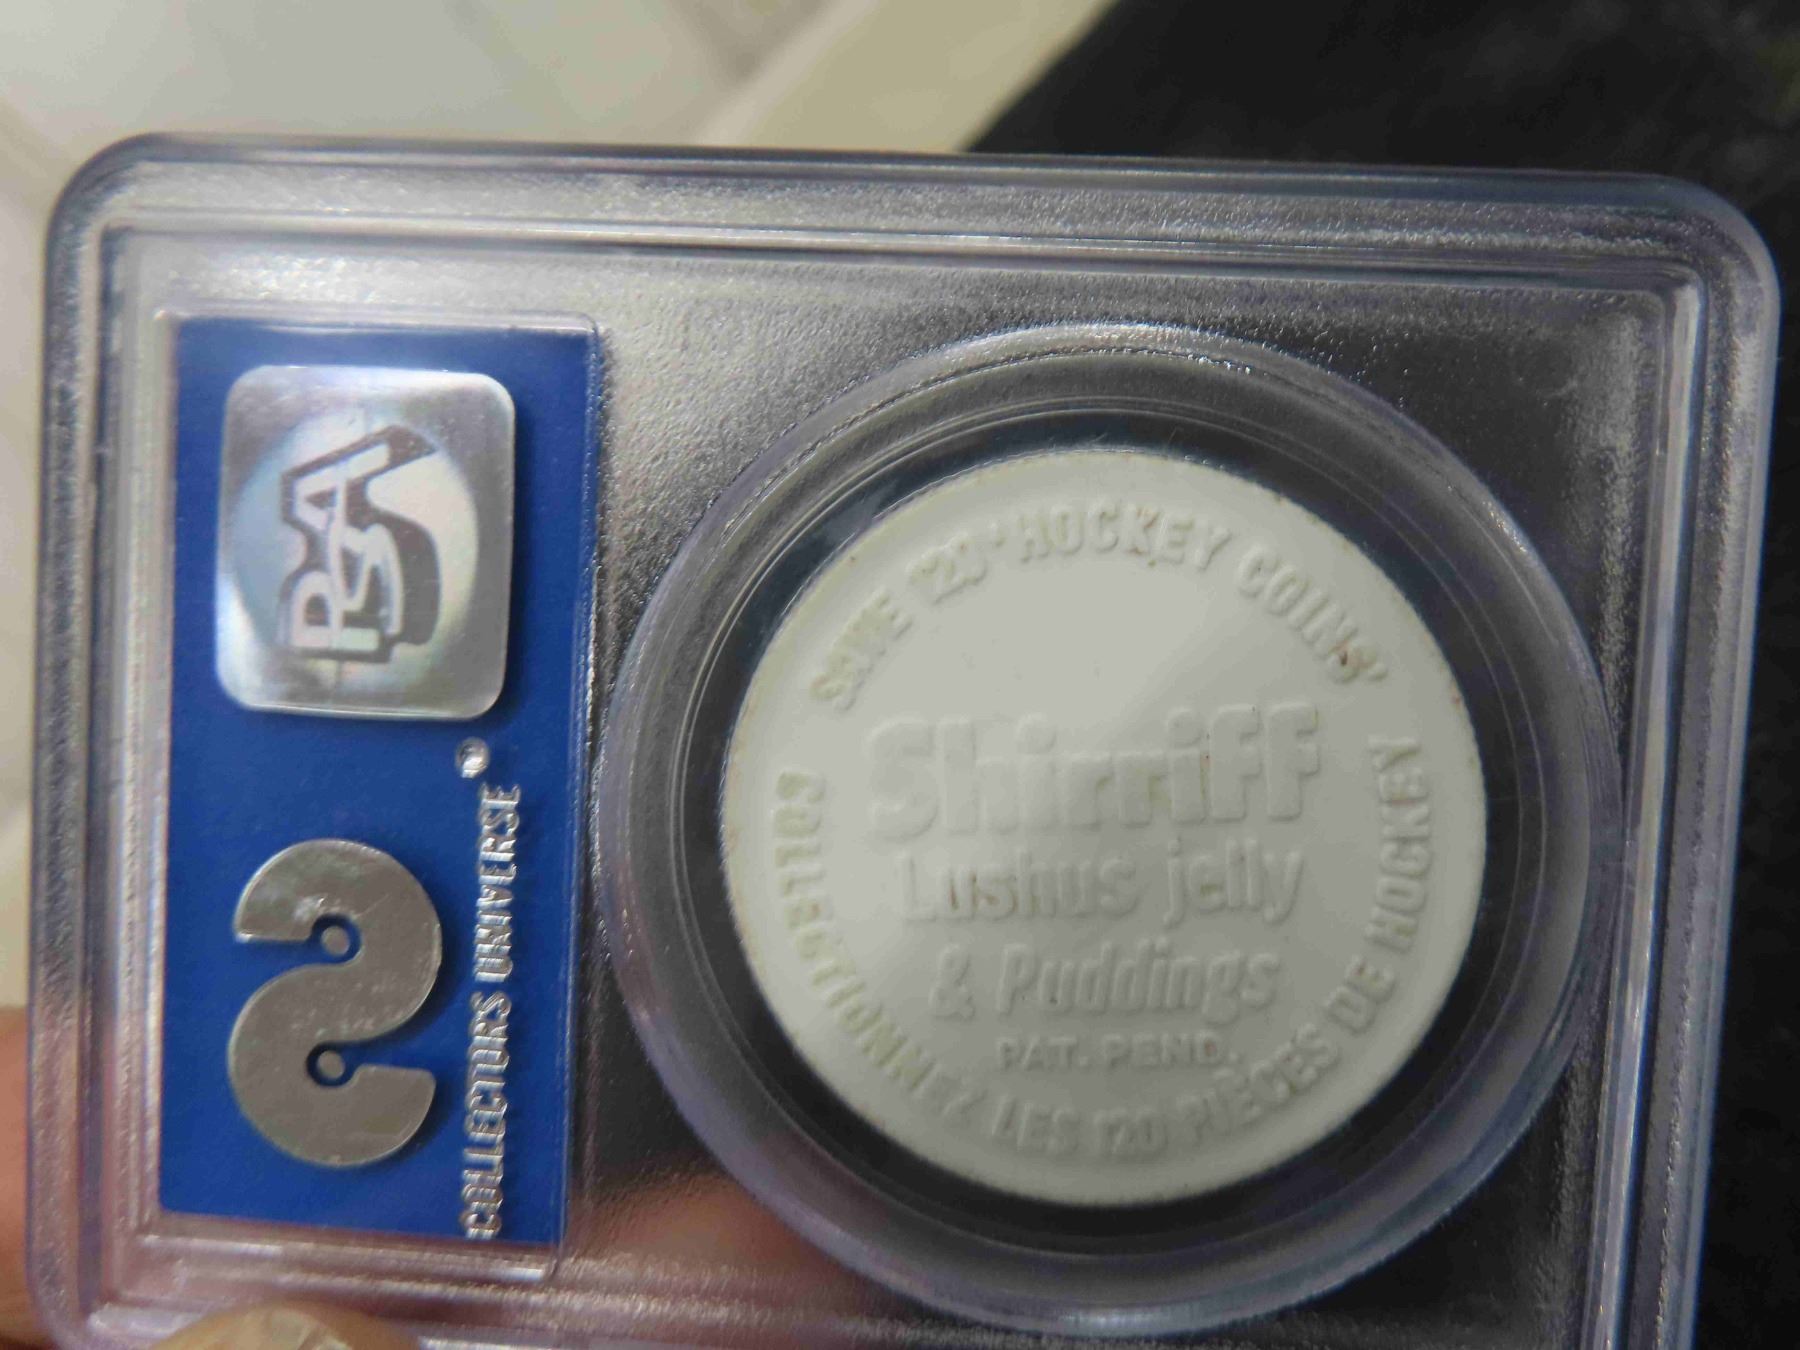 PSA
COLLECTORS UNIVERSE
SAVE 120 'HOCKEY COINS'
Shirriff
Lushus jelly
& Puddings
PAT. PEND.
COLLECTIONNEZ LES 120 PIÈCES DE HOCKEY